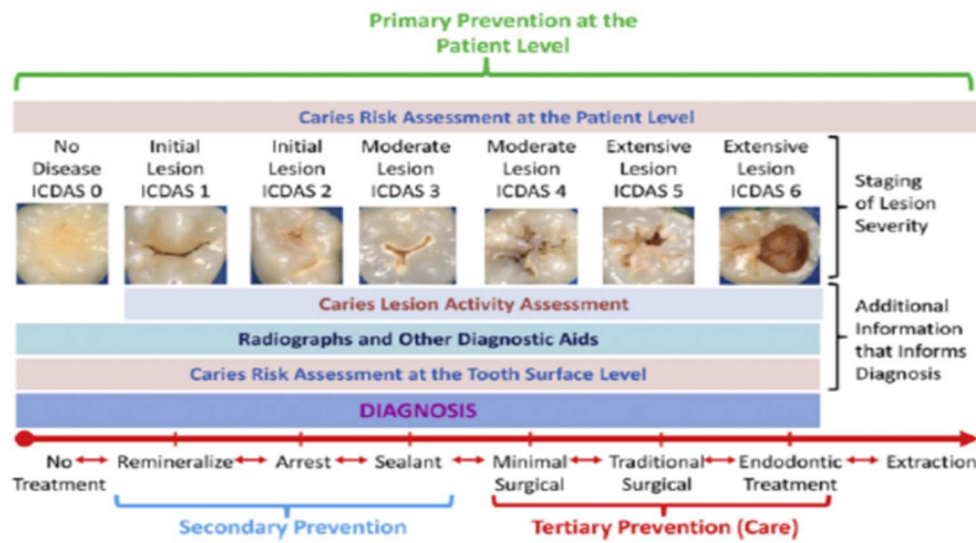 Primary Prevention at the
Patient Level
Caries Risk Assessment at the Patient Level
No
Disease
ICDAS 0
Initial
Lesion
ICDAS 1
Initial
Lesion
ICDAS 2
Moderate
Lesion
ICDAS 3
Moderate
Lesion
ICDAS 4
Extensive
Lesion
ICDAS 5
Extensive
Lesion
ICDAS 6
Staging
of Lesion
Severity
Caries Lesion Activity Assessment
Radiographs and Other Diagnostic Aids
Caries Risk Assessment at the Tooth Surface Level
Additional
Information
that Informs
Diagnosis
DIAGNOSIS
No
Treatment
Remineralize
Arrest
Sealant
Minimal
Surgical
Traditional
Surgical
Endodontic
Treatment
Extraction
Secondary Prevention
Tertiary Prevention (Care)